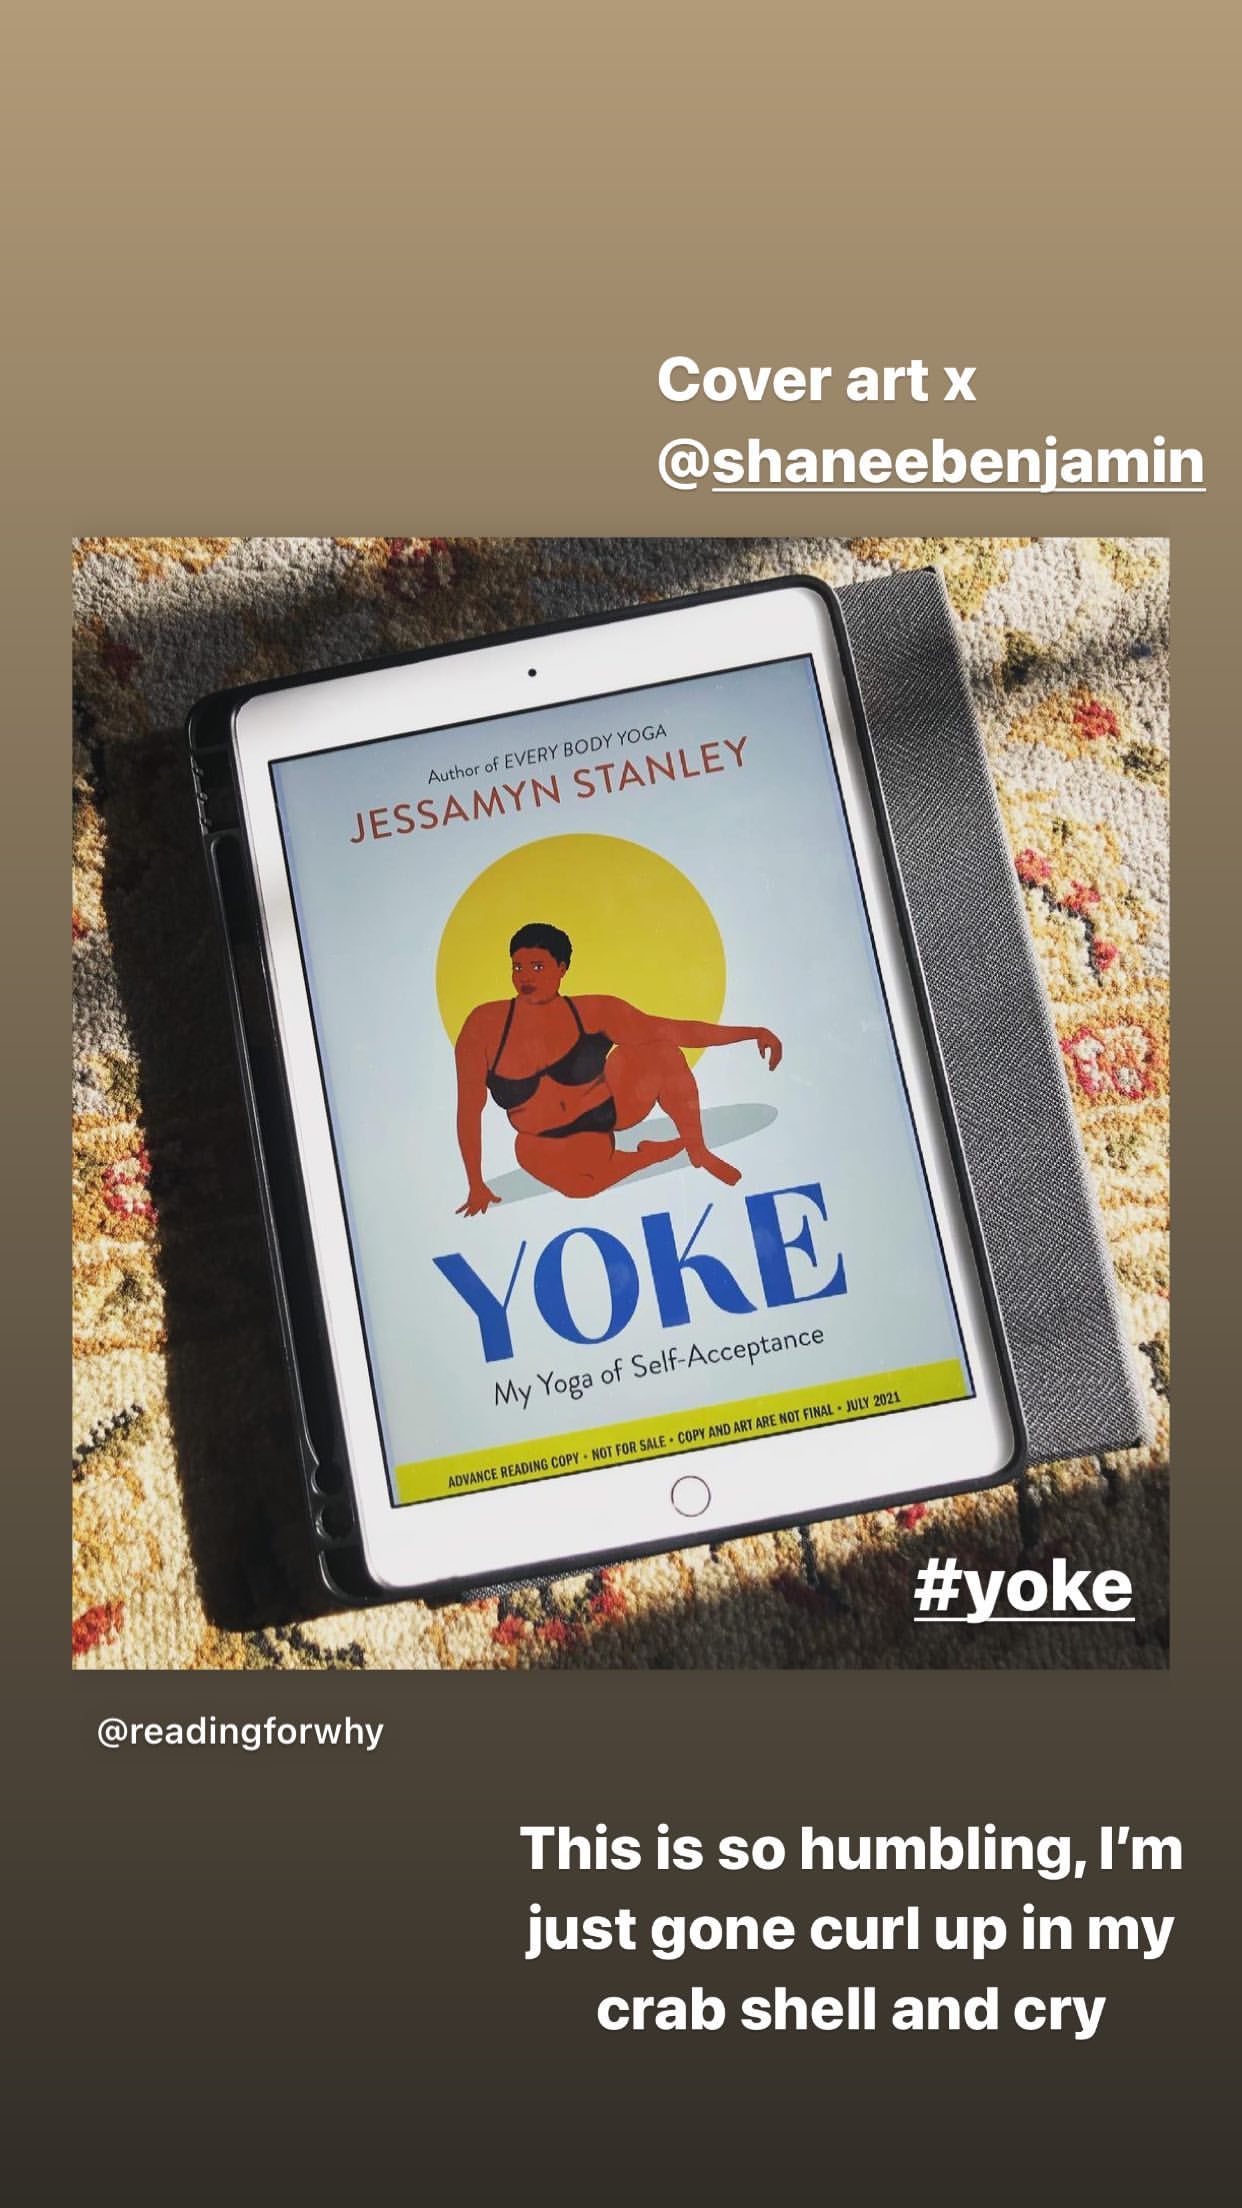 Cover art x
@shaneebenjamin
Author of EVERY BODY YOGA
JESSAMYN STANLEY
YOKE
My Yoga of Self-Acceptance
ADVANCE READING COPY • NOT FOR SALE • COPY AND ART ARE NOT FINAL • JULY 2021
#yoke
@readingforwhy
This is so humbling, I’m
just gone curl up in my
crab shell and cry